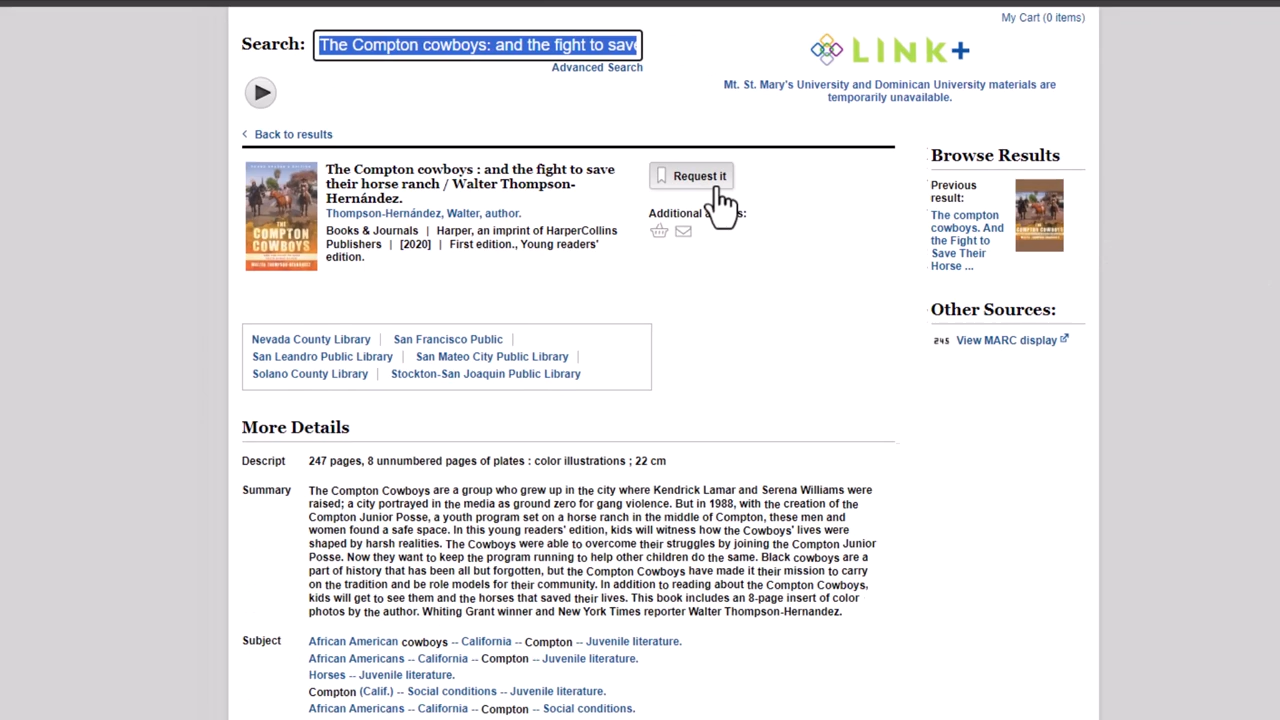 My Cart (0 items)
Search: The Compton cowboys: and the fight to save
Advanced Search
LINK+
Mt. St. Mary's University and Dominican University materials are
temporarily unavailable.
Back to results
The Compton cowboys : and the fight to save
their horse ranch / Walter Thompson-
Hernández.
Thompson-Hernández, Walter, author.
Books & Journals | Harper, an imprint of HarperCollins
Publishers | [2020] | First edition., Young readers'
edition.
THE
COMPTON
COWBOYS
Request it
Additional
Browse Results
Previous
result:
The compton
cowboys. And
the Fight to
Save Their
Horse ...
Other Sources:
245 View MARC display
Nevada County Library | San Francisco Public |
San Leandro Public Library | San Mateo City Public Library |
Solano County Library | Stockton-San Joaquin Public Library
More Details
Descript 247 pages, 8 unnumbered pages of plates : color illustrations ; 22 cm
Summary The Compton Cowboys are a group who grew up in the city where Kendrick Lamar and Serena Williams were
raised; a city portrayed in the media as ground zero for gang violence. But in 1988, with the creation of the
Compton Junior Posse, a youth program set on a horse ranch in the middle of Compton, these men and
women found a safe space. In this young readers' edition, kids will witness how the Cowboys' lives were
shaped by harsh realities. The Cowboys were able to overcome their struggles by joining the Compton Junior
Posse. Now they want to keep the program running to help other children do the same. Black cowboys are a
part of history that has been all but forgotten, but the Compton Cowboys have made it their mission to carry
on the tradition and be role models for their community. In addition to reading about the Compton Cowboys,
kids will get to see them and the horses that saved their lives. This book includes an 8-page insert of color
photos by the author. Whiting Grant winner and New York Times reporter Walter Thompson-Hernandez.
Subject African American cowboys -- California -- Compton -- Juvenile literature.
African Americans -- California -- Compton -- Juvenile literature.
Horses -- Juvenile literature.
Compton (Calif.) -- Social conditions -- Juvenile literature.
African Americans -- California -- Compton -- Social conditions.